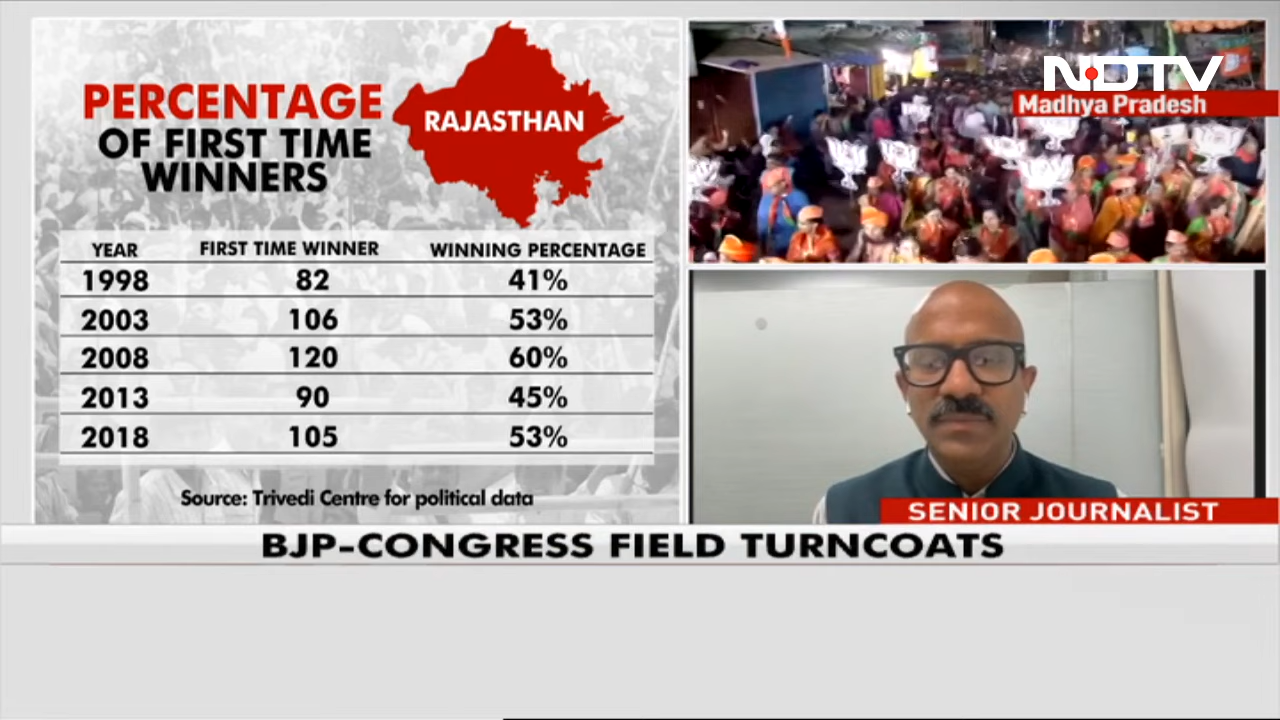 PERCENTAGE
OF FIRST TIME
WINNERS
RAJASTHAN
YEAR FIRST TIME WINNER WINNING PERCENTAGE
1998 82 41%
2003 106 53%
2008 120 60%
2013 90 45%
2018 105 53%
Source: Trivedi Centre for political data
NDTV
Madhya Pradesh
SENIOR JOURNALIST
BJP-CONGRESS FIELD TURNCOATS